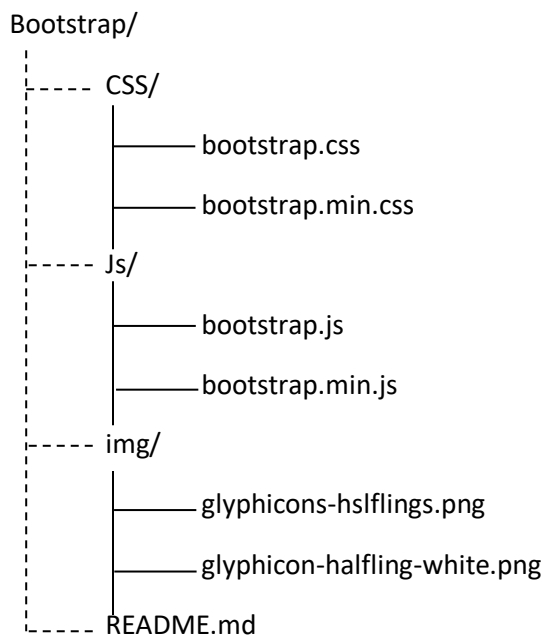 Bootstrap/
CSS/
bootstrap.css
bootstrap.min.css
Js/
bootstrap.js
bootstrap.min.js
img/
glyphicons-hslflings.png
glyphicon-halfling-white.png
README.md